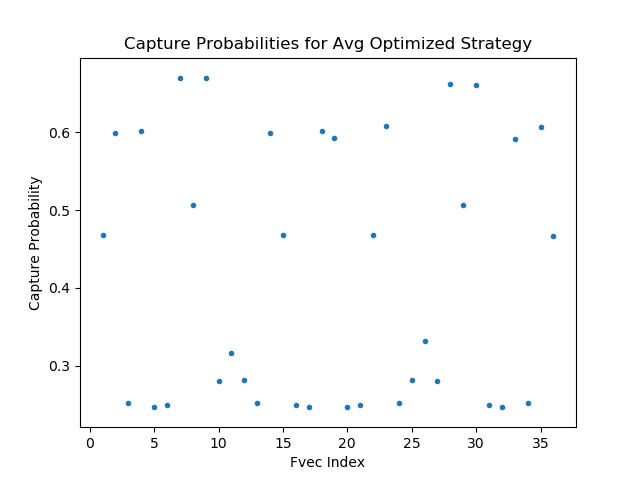 Capture Probabilities for Avg Optimized Strategy
0.6
0.5
0.4
0.3
Capture Probability
0 5 10 15 20 25 30 35
Fvec Index